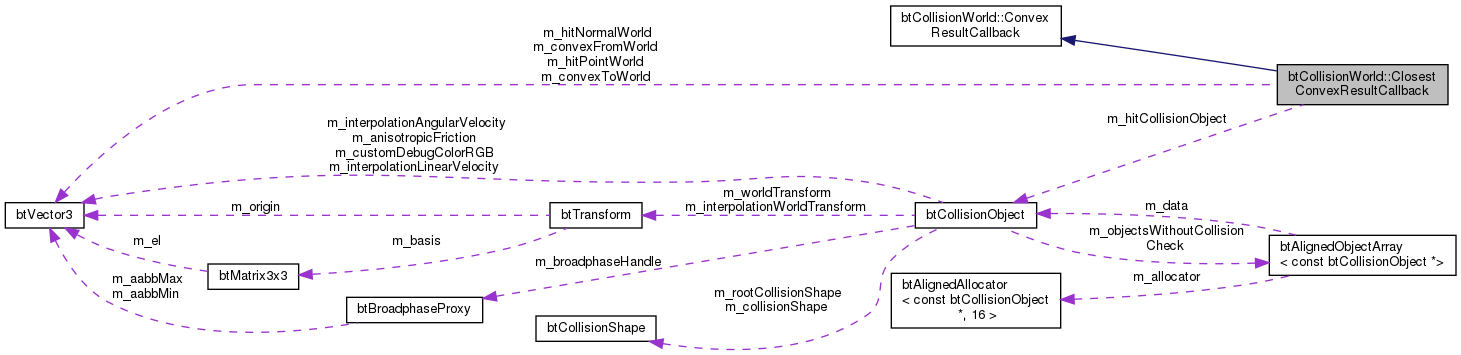 btCollisionWorld::Convex
ResultCallback
m_hitNormalWorld
m_convexFromWorld
m_hitPointWorld
m_convexToWorld
btCollisionWorld::Closest
ConvexResultCallback
m_hitCollisionObject
m_interpolationAngularVelocity
m_anisotropicFriction
m_customDebugColorRGB
m_interpolationLinearVelocity
m_worldTransform
m_interpolationWorldTransform
m_origin
btVector3
btTransform
btCollisionObject
m_data
m_objectsWithoutCollision
Check
btAlignedObjectArray
< const btCollisionObject *>
m_el
m_basis
btMatrix3x3
m_broadphaseHandle
m_allocator
m_aabbMax
m_aabbMin
btBroadphaseProxy
m_rootCollisionShape
m_collisionShape
btAlignedAllocator
< const btCollisionObject
*, 16 >
btCollisionShape